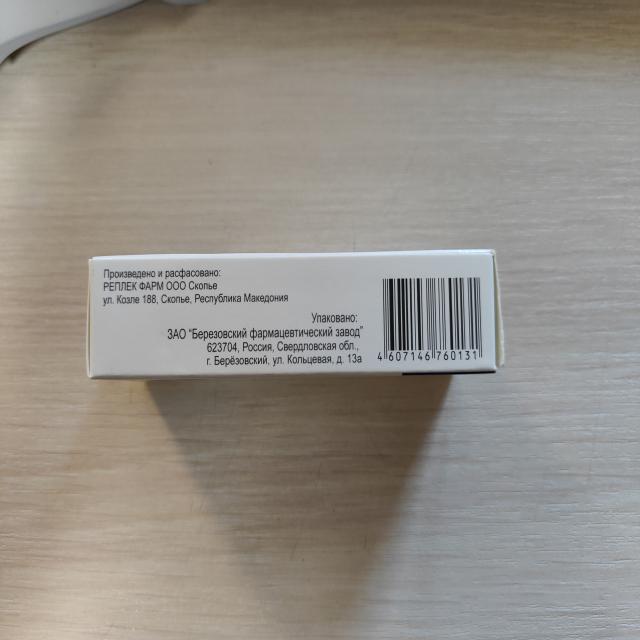 Произведено и расфасовано:
РЕПЛЕК ФАРМ ООО Скопье
ул. Козле 188, Скопье, Республика Македония
Упаковано:
ЗАО "Березовский фармацевтический завод"
623704, Россия, Свердловская обл.,
г. Берёзовский, ул. Кольцевая, д. 13а
4 607146 760131